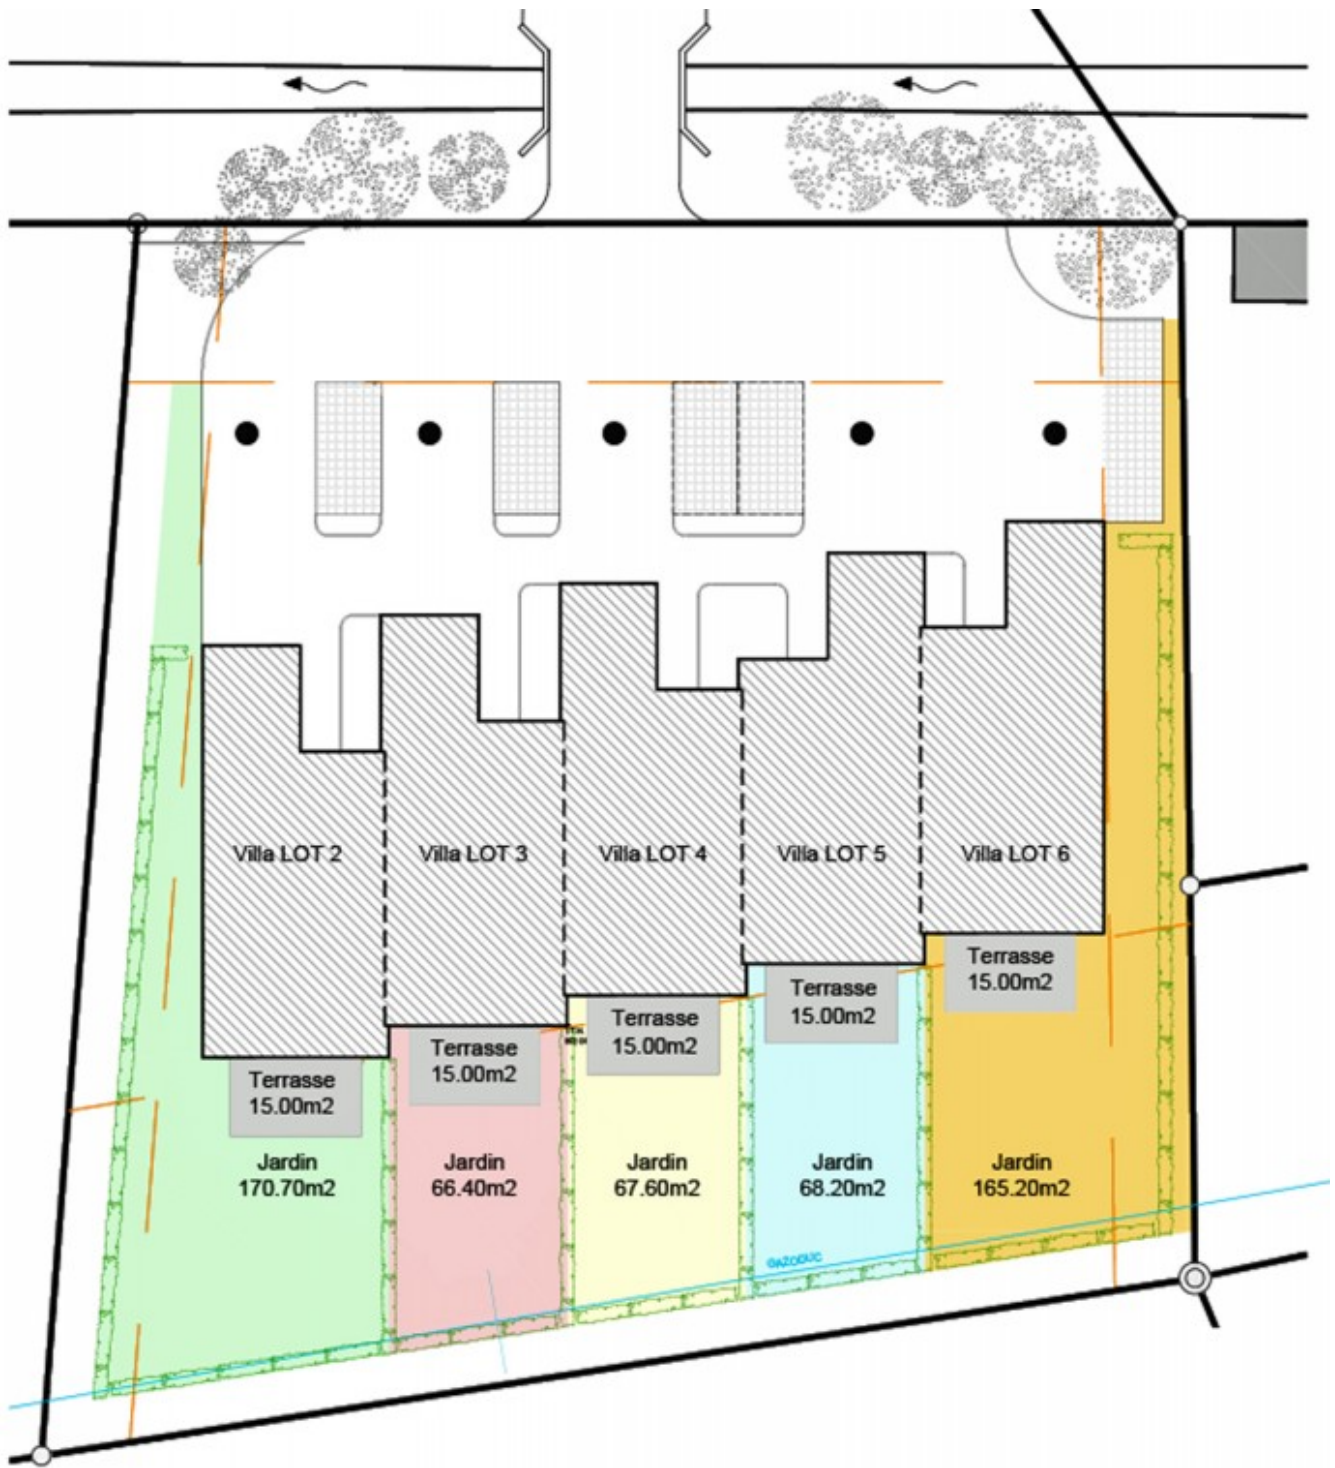 Villa LOT 2
Villa LOT 3
Villa LOT 4
Villa LOT 5
Villa LOT 6
Terrasse
15.00m2
Terrasse
15.00m2
Terrasse
15.00m2
Terrasse
15.00m2
Terrasse
15.00m2
Jardin
170.70m2
Jardin
66.40m2
Jardin
67.60m2
Jardin
68.20m2
Jardin
165.20m2
GAZODUC